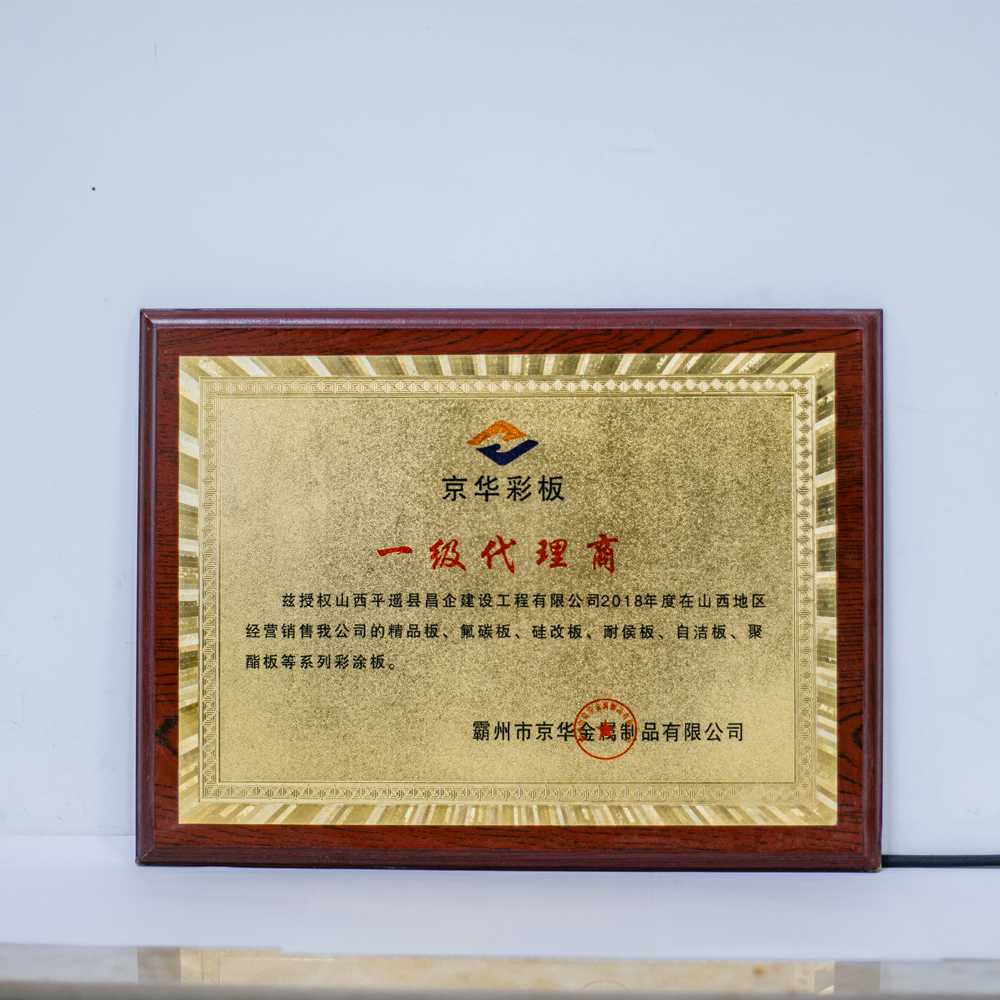 京华彩板
一级代理商
兹授权山西平遥县昌企建设工程有限公司2018年度在山西地区
经营销售我公司的精品板、氟碳板、硅改板、耐侯板、自洁板、聚
酯板等系列彩涂板。
霸州市京华金属制品有限公司